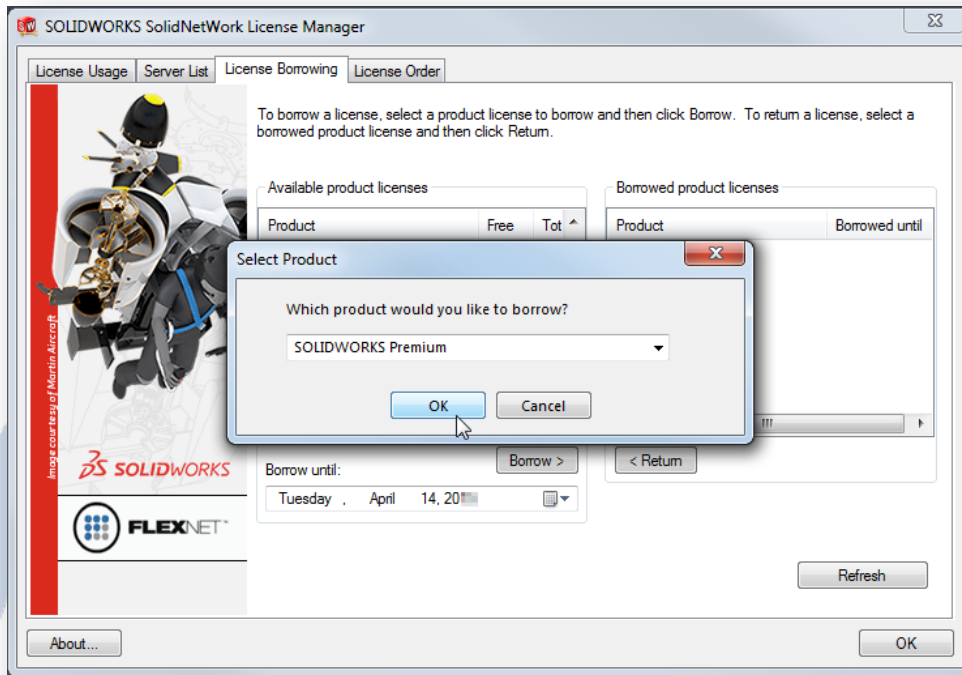 SOLIDWORKS SolidNetWork License Manager
License Usage Server List License Borrowing License Order
To borrow a license, select a product license to borrow and then click Borrow. To return a license, select a
borrowed product license and then click Return.
Available product licenses
Product Free Tot
Borrowed product licenses
Product Borrowed until
Select Product
Which product would you like to borrow?
SOLIDWORKS Premium
OK Cancel
Borrow until:
Borrow >
< Return
Tuesday , April 14, 20
Image courtesy of Martin Aircraft
SOLIDWORKS
FLEXNET™
Refresh
About...
OK